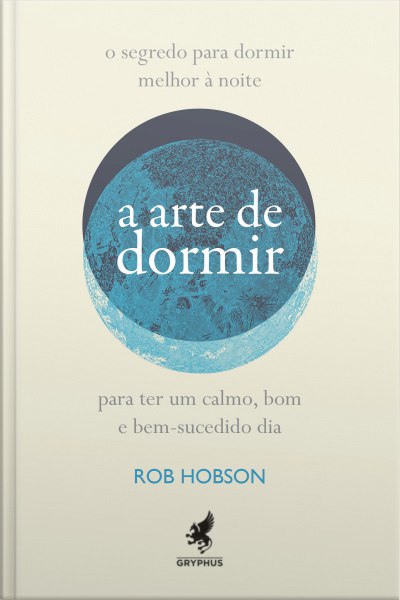 o segredo para dormir
melhor à noite
a arte de
dormir
para ter um calmo, bom
e bem-sucedido dia
ROB HOBSON
GRYPHUS